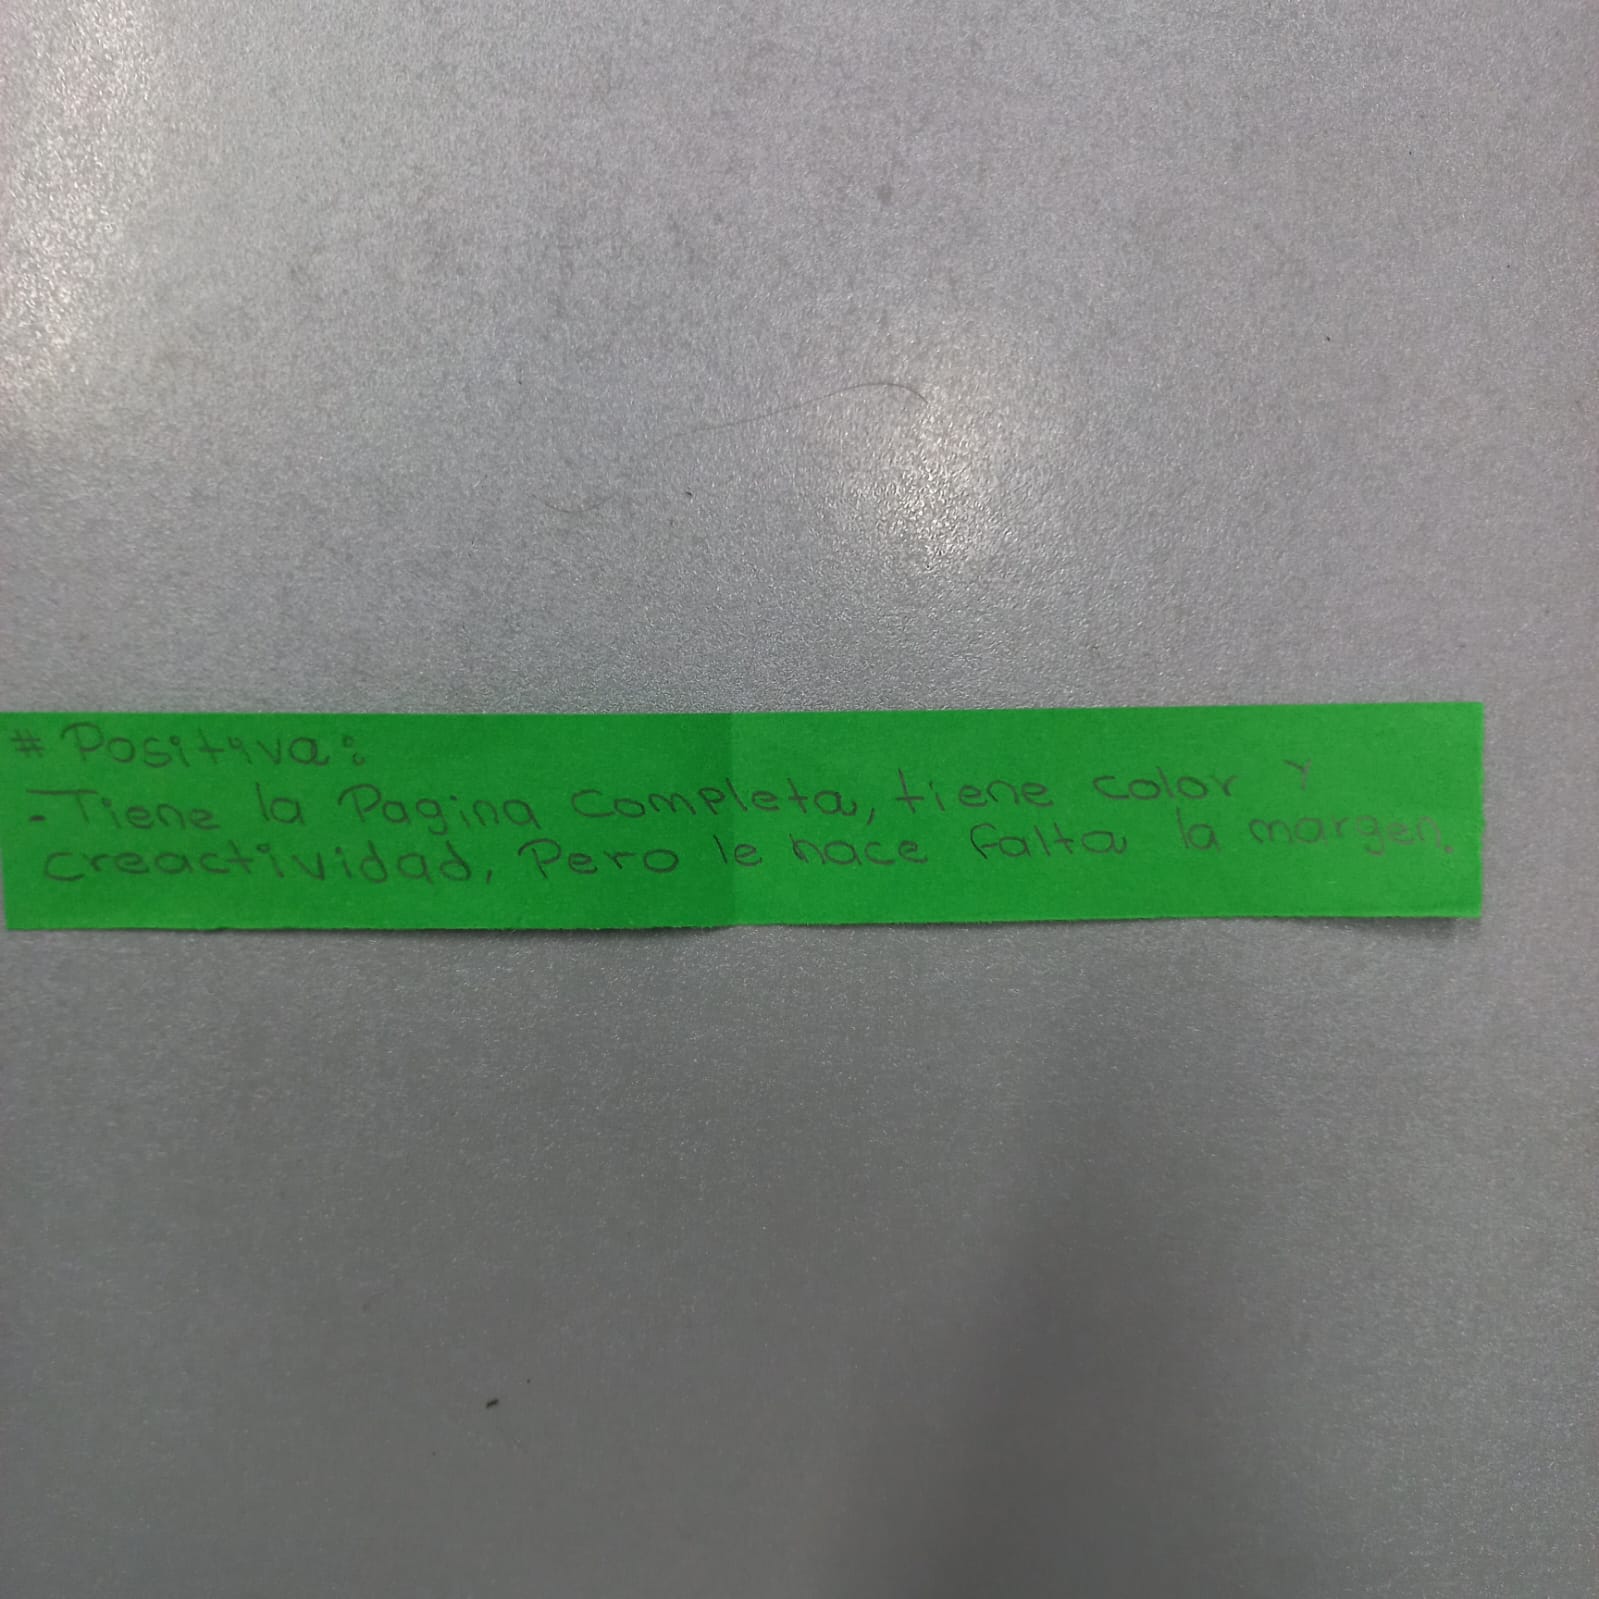 # Positiva:
- Tiene la Pagina completa, tiene color y
creactividad, Pero le hace falta la margen.